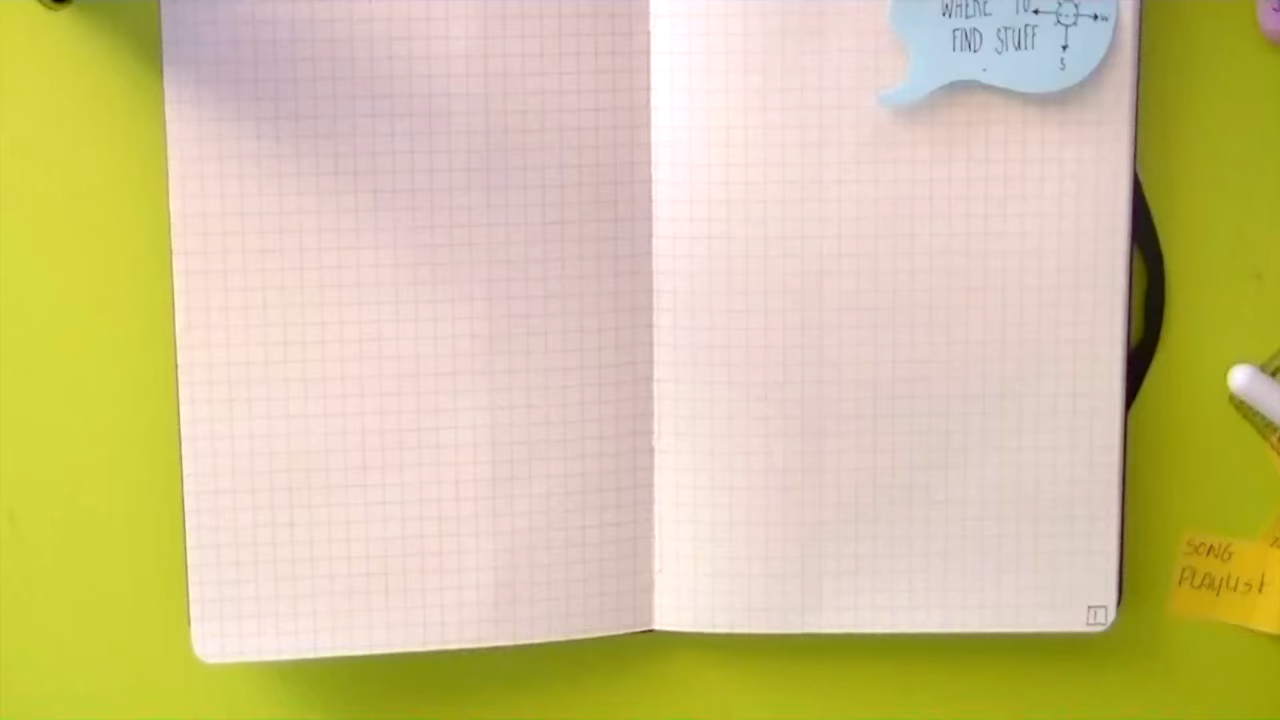 WHERE TO
FIND STUFF
W
S
1
SONG
PLAYLIST